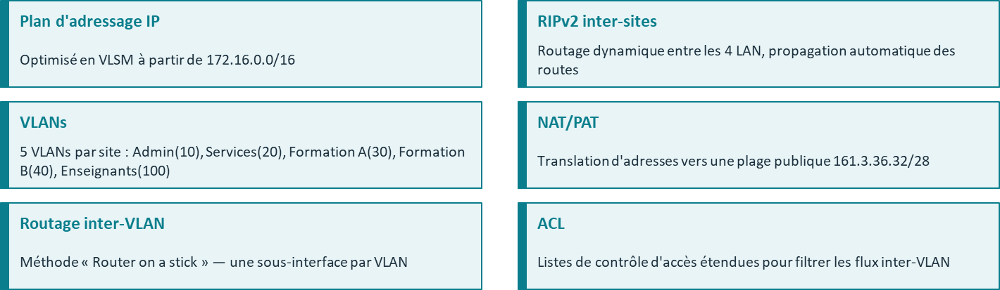 Plan d'adressage IP
Optimisé en VLSM à partir de 172.16.0.0/16
RIPv2 inter-sites
Routage dynamique entre les 4 LAN, propagation automatique des
routes
VLANs
5 VLANs par site : Admin(10), Services(20), Formation A(30), Formation
B(40), Enseignants(100)
NAT/PAT
Translation d'adresses vers une plage publique 161.3.36.32/28
Routage inter-VLAN
Méthode « Router on a stick » — une sous-interface par VLAN
ACL
Listes de contrôle d'accès étendues pour filtrer les flux inter-VLAN